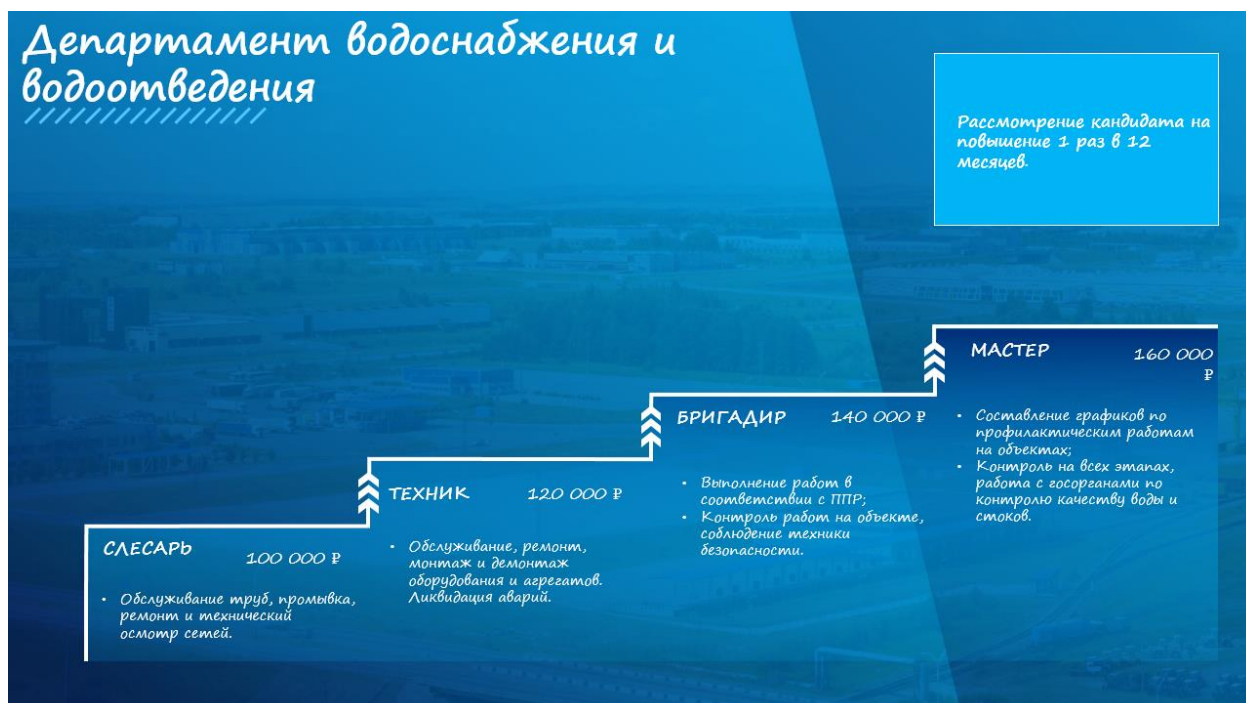 Департамент водоснабжения и
водоотведения
Рассмотрение кандидата на
повышение 1 раз в 12
месяцев.
МАСТЕР 160 000
₽
• Составление графиков по
профилактическим работам
на объектах;
• Контроль на всех этапах,
работа с госорганами по
контролю качеству воды и
стоков.
БРИГАДИР 140 000 ₽
• Выполнение работ в
соответствии с ППР;
• Контроль работ на объекте,
соблюдение техники
безопасности.
ТЕХНИК 120 000 ₽
• Обслуживание, ремонт,
монтаж и демонтаж
оборудования и агрегатов.
Ликвидация аварий.
СЛЕСАРЬ 100 000 ₽
• Обслуживание труб, промывка,
ремонт и технический
осмотр сетей.